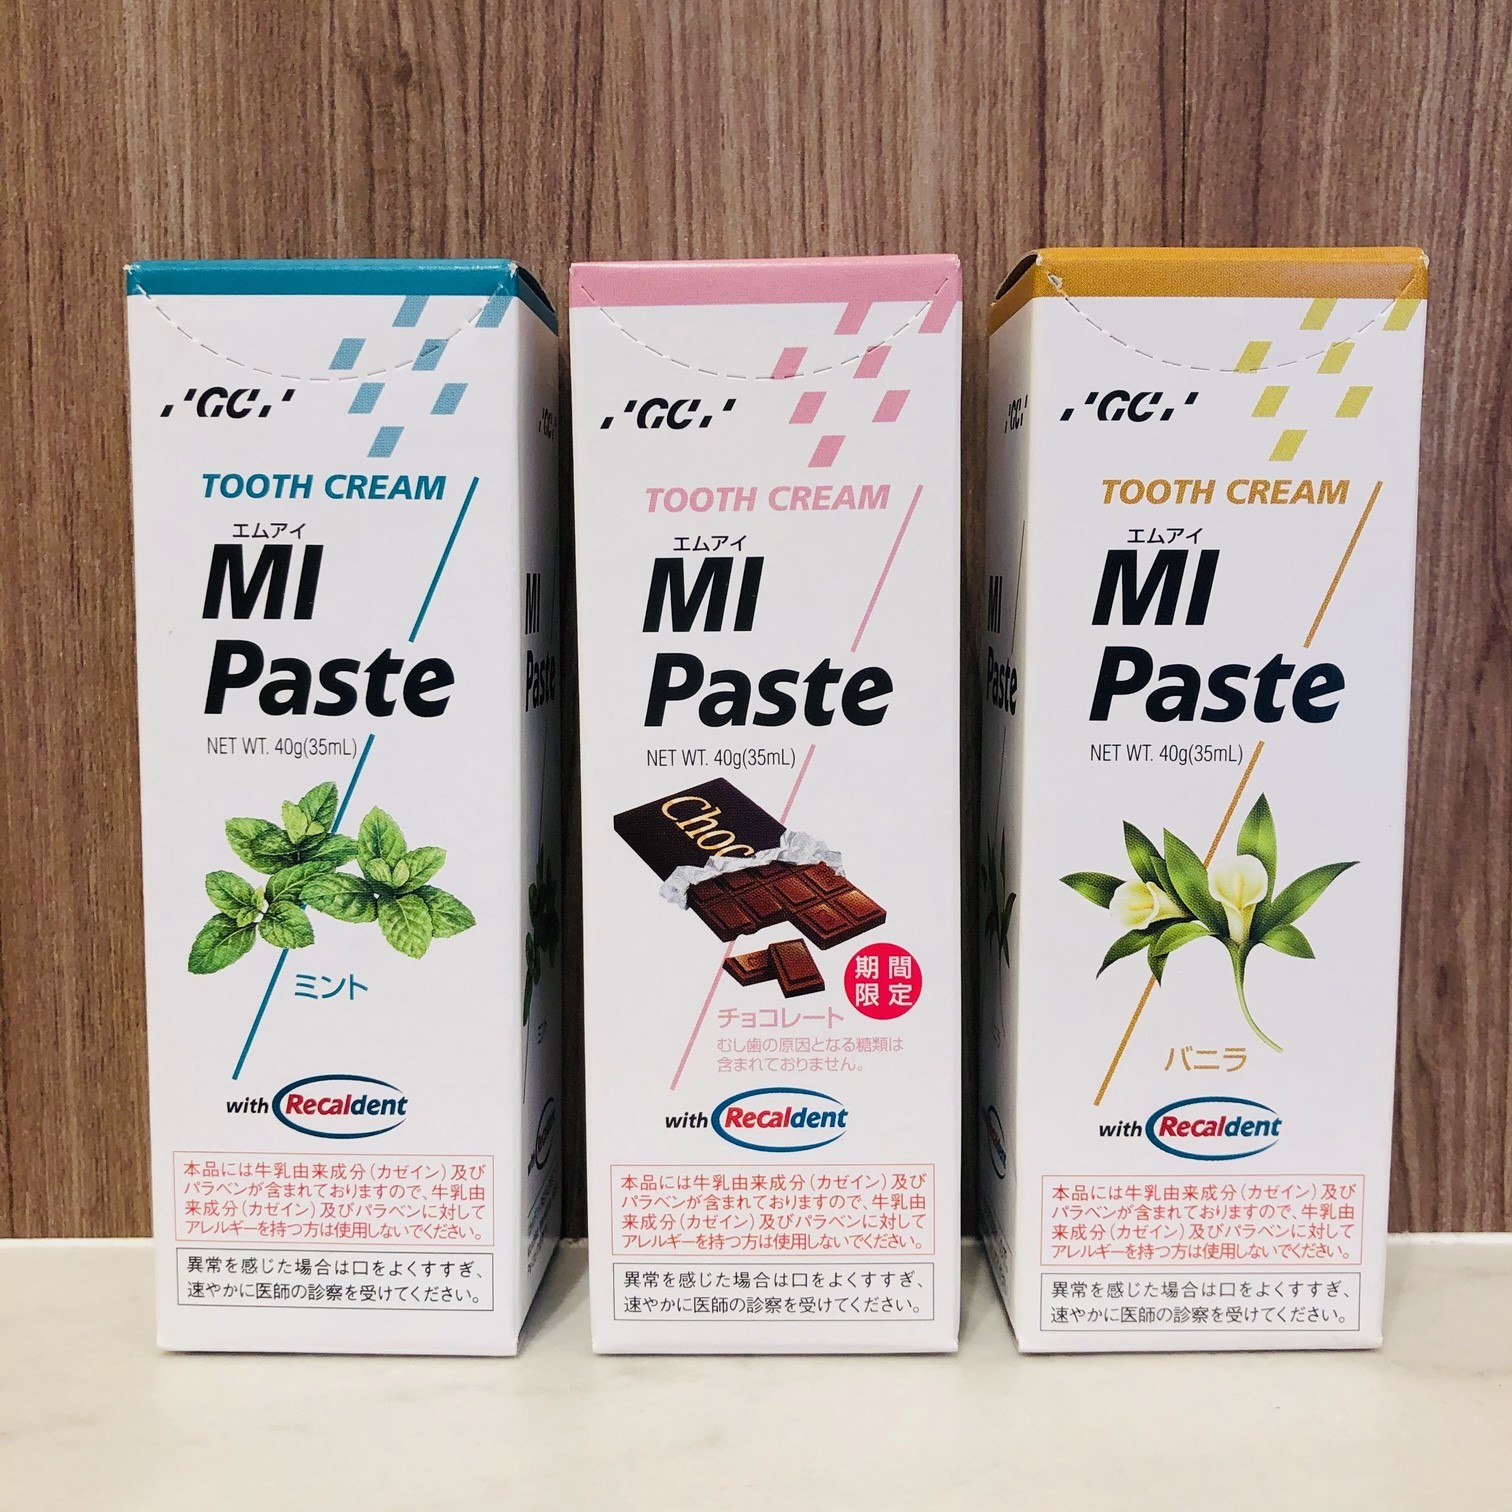 GC
TOOTH CREAM
エムアイ
MI
Paste
NET WT. 40g(35mL)
ミント
with Recaldent
本品には牛乳由来成分(カゼイン)及び
パラベンが含まれておりますので、牛乳由
来成分(カゼイン)及びパラベンに対して
アレルギーを持つ方は使用しないでください。
異常を感じた場合は口をよくすすぎ、
速やかに医師の診察を受けてください。
GC
MI
Paste
GC
TOOTH CREAM
エムアイ
MI
Paste
NET WT. 40g(35mL)
Choc
期間
限定
チョコレート
むし歯の原因となる糖類は
含まれておりません。
with Recaldent
本品には牛乳由来成分(カゼイン)及び
パラベンが含まれておりますので、牛乳由
来成分(カゼイン)及びパラベンに対して
アレルギーを持つ方は使用しないでください。
異常を感じた場合は口をよくすすぎ、
速やかに医師の診察を受けてください。
GC
MI
Paste
GC
TOOTH CREAM
エムアイ
MI
Paste
NET WT. 40g(35mL)
バニラ
with Recaldent
本品には牛乳由来成分(カゼイン)及び
パラベンが含まれておりますので、牛乳由
来成分(カゼイン)及びパラベンに対して
アレルギーを持つ方は使用しないでください。
異常を感じた場合は口をよくすすぎ、
速やかに医師の診察を受けてください。